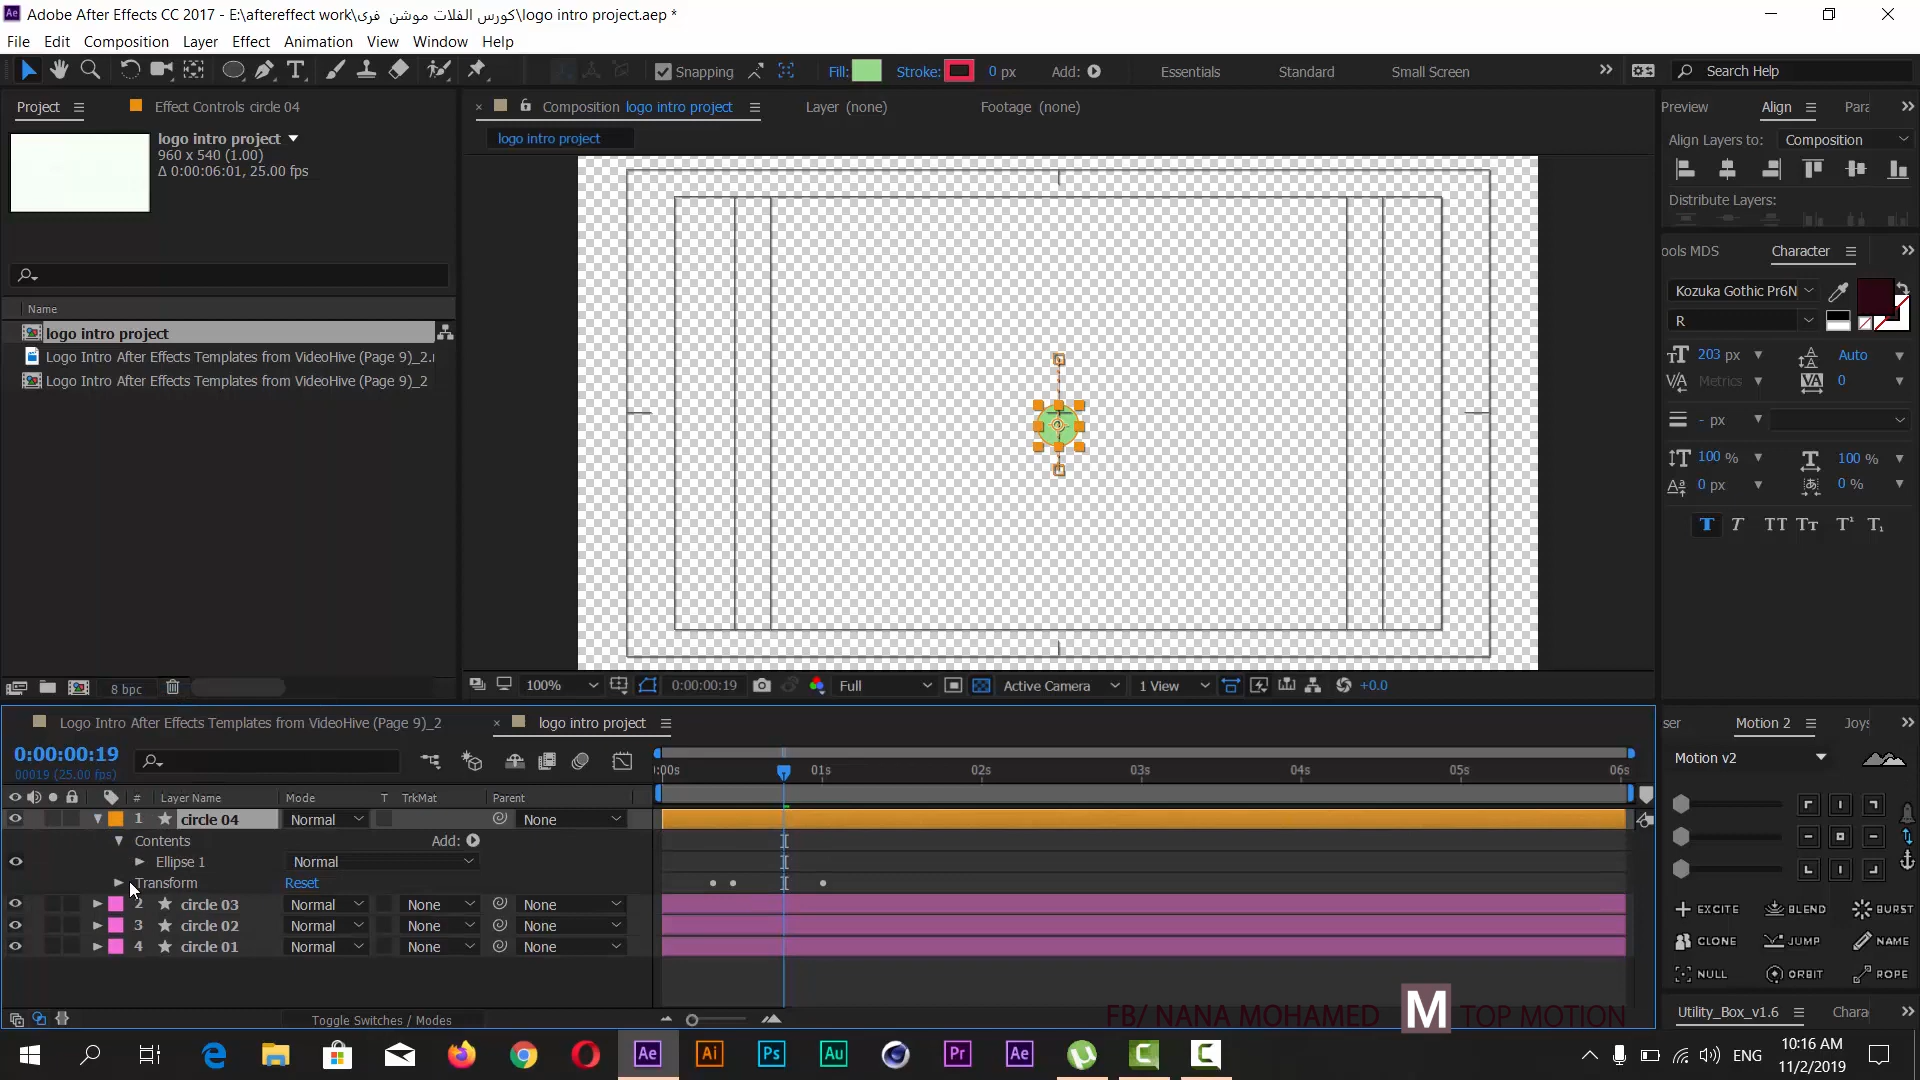 Adobe After Effects CC 2017 - E:\aftereffect work\كورس الفلات موشن فرى\logo intro project.aep *
File Edit Composition Layer Effect Animation View Window Help
Snapping Fill: Stroke: 0 px Add: Essentials Standard Small Screen Search Help
Project Effect Controls circle 04
Composition logo intro project Layer (none) Footage (none)
Preview Align Para
logo intro project
960 x 540 (1.00)
Δ 0:00:06:01, 25.00 fps
logo intro project
Align Layers to: Composition
Distribute Layers:
ools MDS Character
Kozuka Gothic Pr6N
R
203 px Auto
Metrics 0
- px
100 % 100 %
0 px 0 %
T T TT Tt T¹ T₁
Name
logo intro project
Logo Intro After Effects Templates from VideoHive (Page 9)_2.
Logo Intro After Effects Templates from VideoHive (Page 9)_2
8 bpc
100% 0:00:00:19 Full Active Camera 1 View +0.0
Logo Intro After Effects Templates from VideoHive (Page 9)_2 logo intro project
0:00:00:19
00019 (25.00 fps)
:00s 01s 02s 03s 04s 05s 06s
# Layer Name Mode T TrkMat Parent
1 circle 04 Normal None
Contents Add:
Ellipse 1 Normal
Transform Reset
2 circle 03 Normal None None
3 circle 02 Normal None None
4 circle 01 Normal None None
Toggle Switches / Modes
ser Motion 2 Joys
Motion v2
EXCITE BLEND BURST
CLONE JUMP NAME
NULL ORBIT ROPE
Utility_Box_v1.6 Chara
FB/ NANA MOHAMED M TOP MOTION
Ae Ai Ps Au Pr Ae
ENG
10:16 AM
11/2/2019